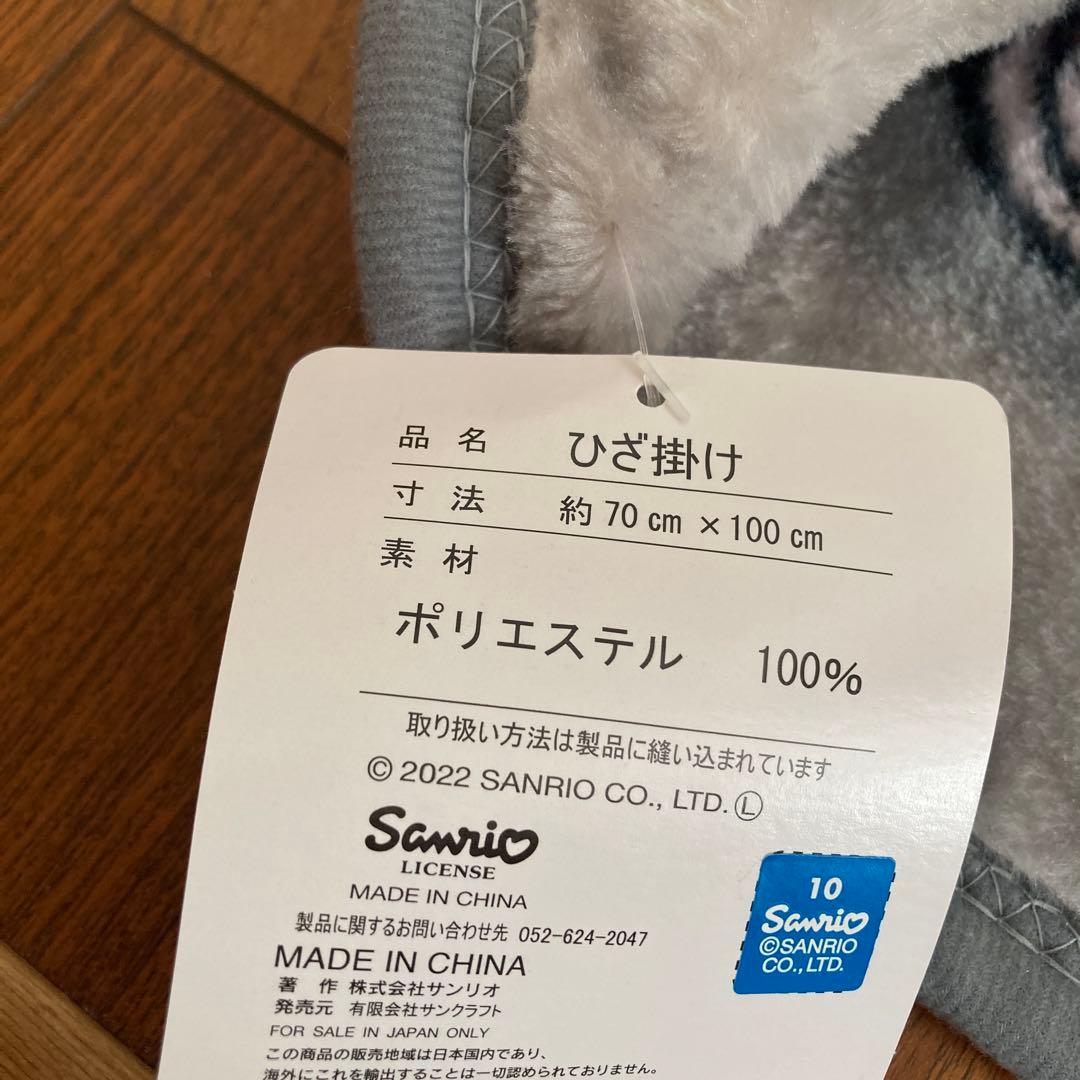 品 名 ひざ掛け
寸 法 約 70 cm ×100 cm
素 材
ポリエステル 100%
取り扱い方法は製品に縫い込まれています
© 2022 SANRIO CO., LTD. Ⓛ
Sanrio
LICENSE
MADE IN CHINA
製品に関するお問い合わせ先 052-624-2047
MADE IN CHINA
著 作 株式会社サンリオ
発売元 有限会社サンクラフト
FOR SALE IN JAPAN ONLY
この商品の販売地域は日本国内であり、
海外にこれを輸出することは一切認められておりません。
10
Sanrio
©SANRIO
CO.,LTD.